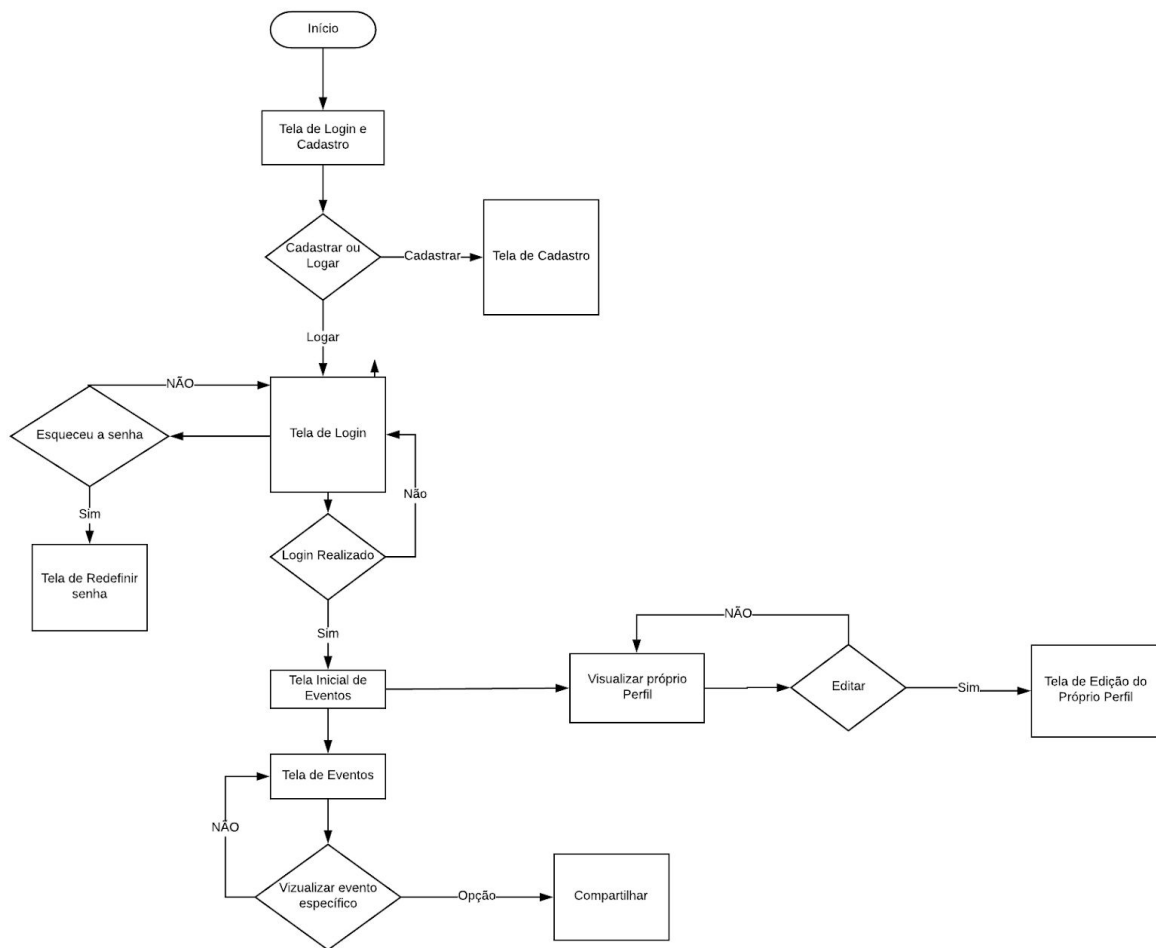 Início
Tela de Login e
Cadastro
Cadastrar ou
Logar
Cadastrar
Tela de Cadastro
Logar
NÃO
Esqueceu a senha
Tela de Login
Não
Sim
Login Realizado
Tela de Redefinir
senha
Sim
NÃO
Tela Inicial de
Eventos
Visualizar próprio
Perfil
Editar
Sim
Tela de Edição do
Próprio Perfil
Tela de Eventos
NÃO
Vizualizar evento
específico
Opção
Compartilhar